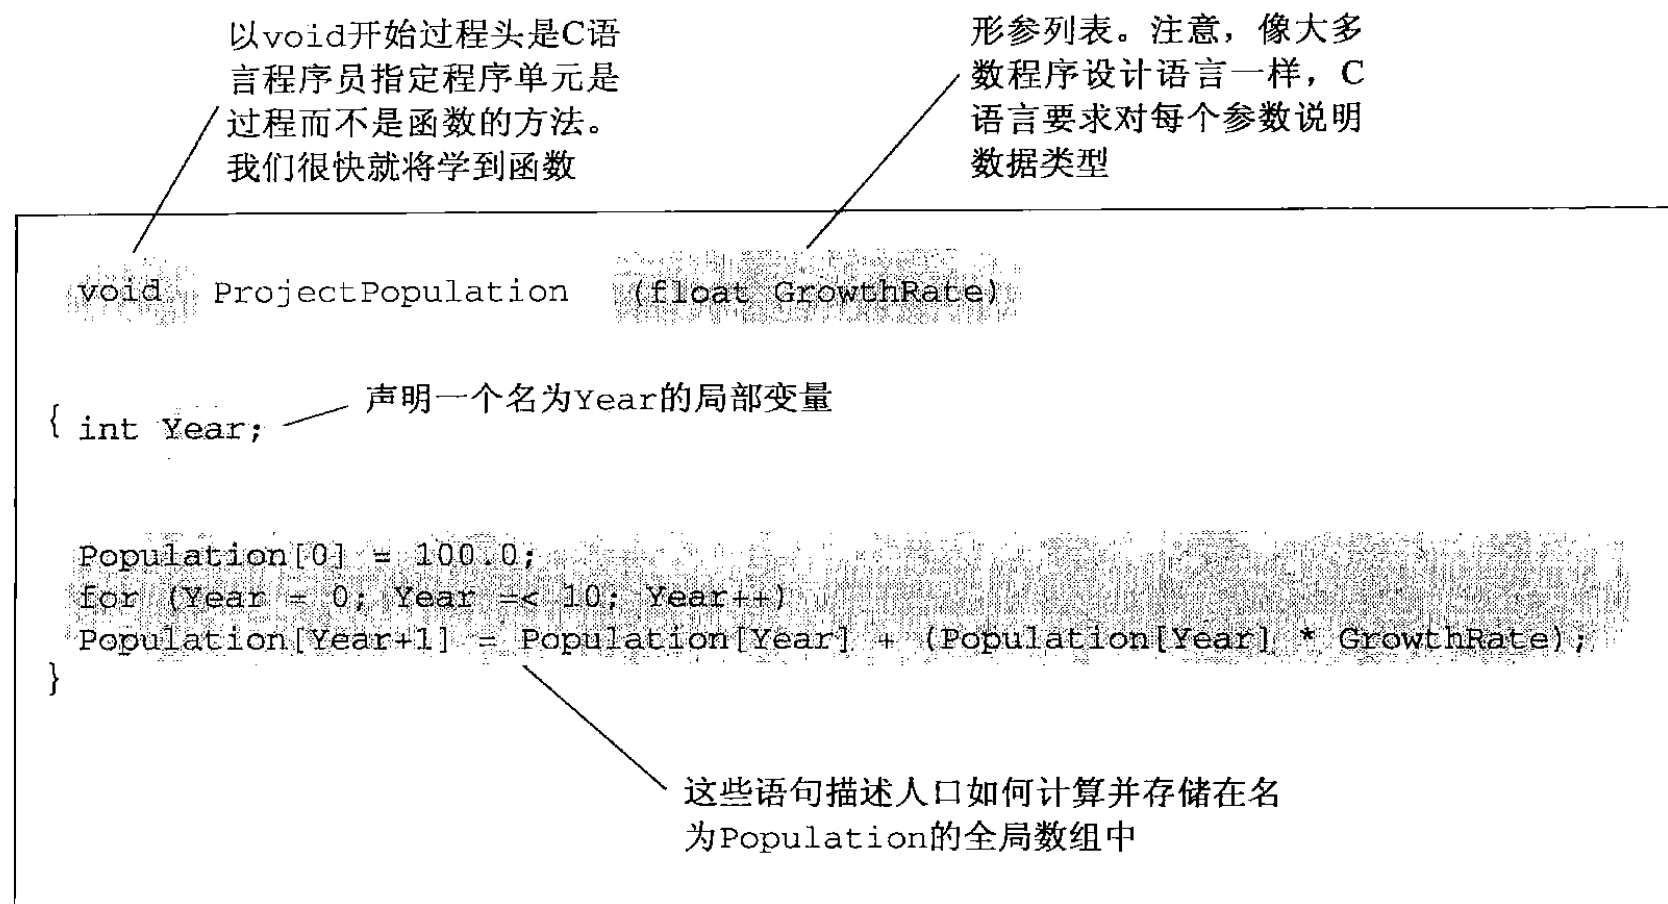 以void开始过程头是C语
言程序员指定程序单元是
过程而不是函数的方法。
我们很快就将学到函数
形参列表。注意，像大多
数程序设计语言一样，C
语言要求对每个参数说明
数据类型
void ProjectPopulation (float GrowthRate)
声明一个名为Year的局部变量
{ int Year;
Population[0] = 100.0;
for (Year = 0; Year =< 10; Year++)
Population[Year+1] = Population[Year] + (Population[Year] * GrowthRate);
}
这些语句描述人口如何计算并存储在名
为Population的全局数组中